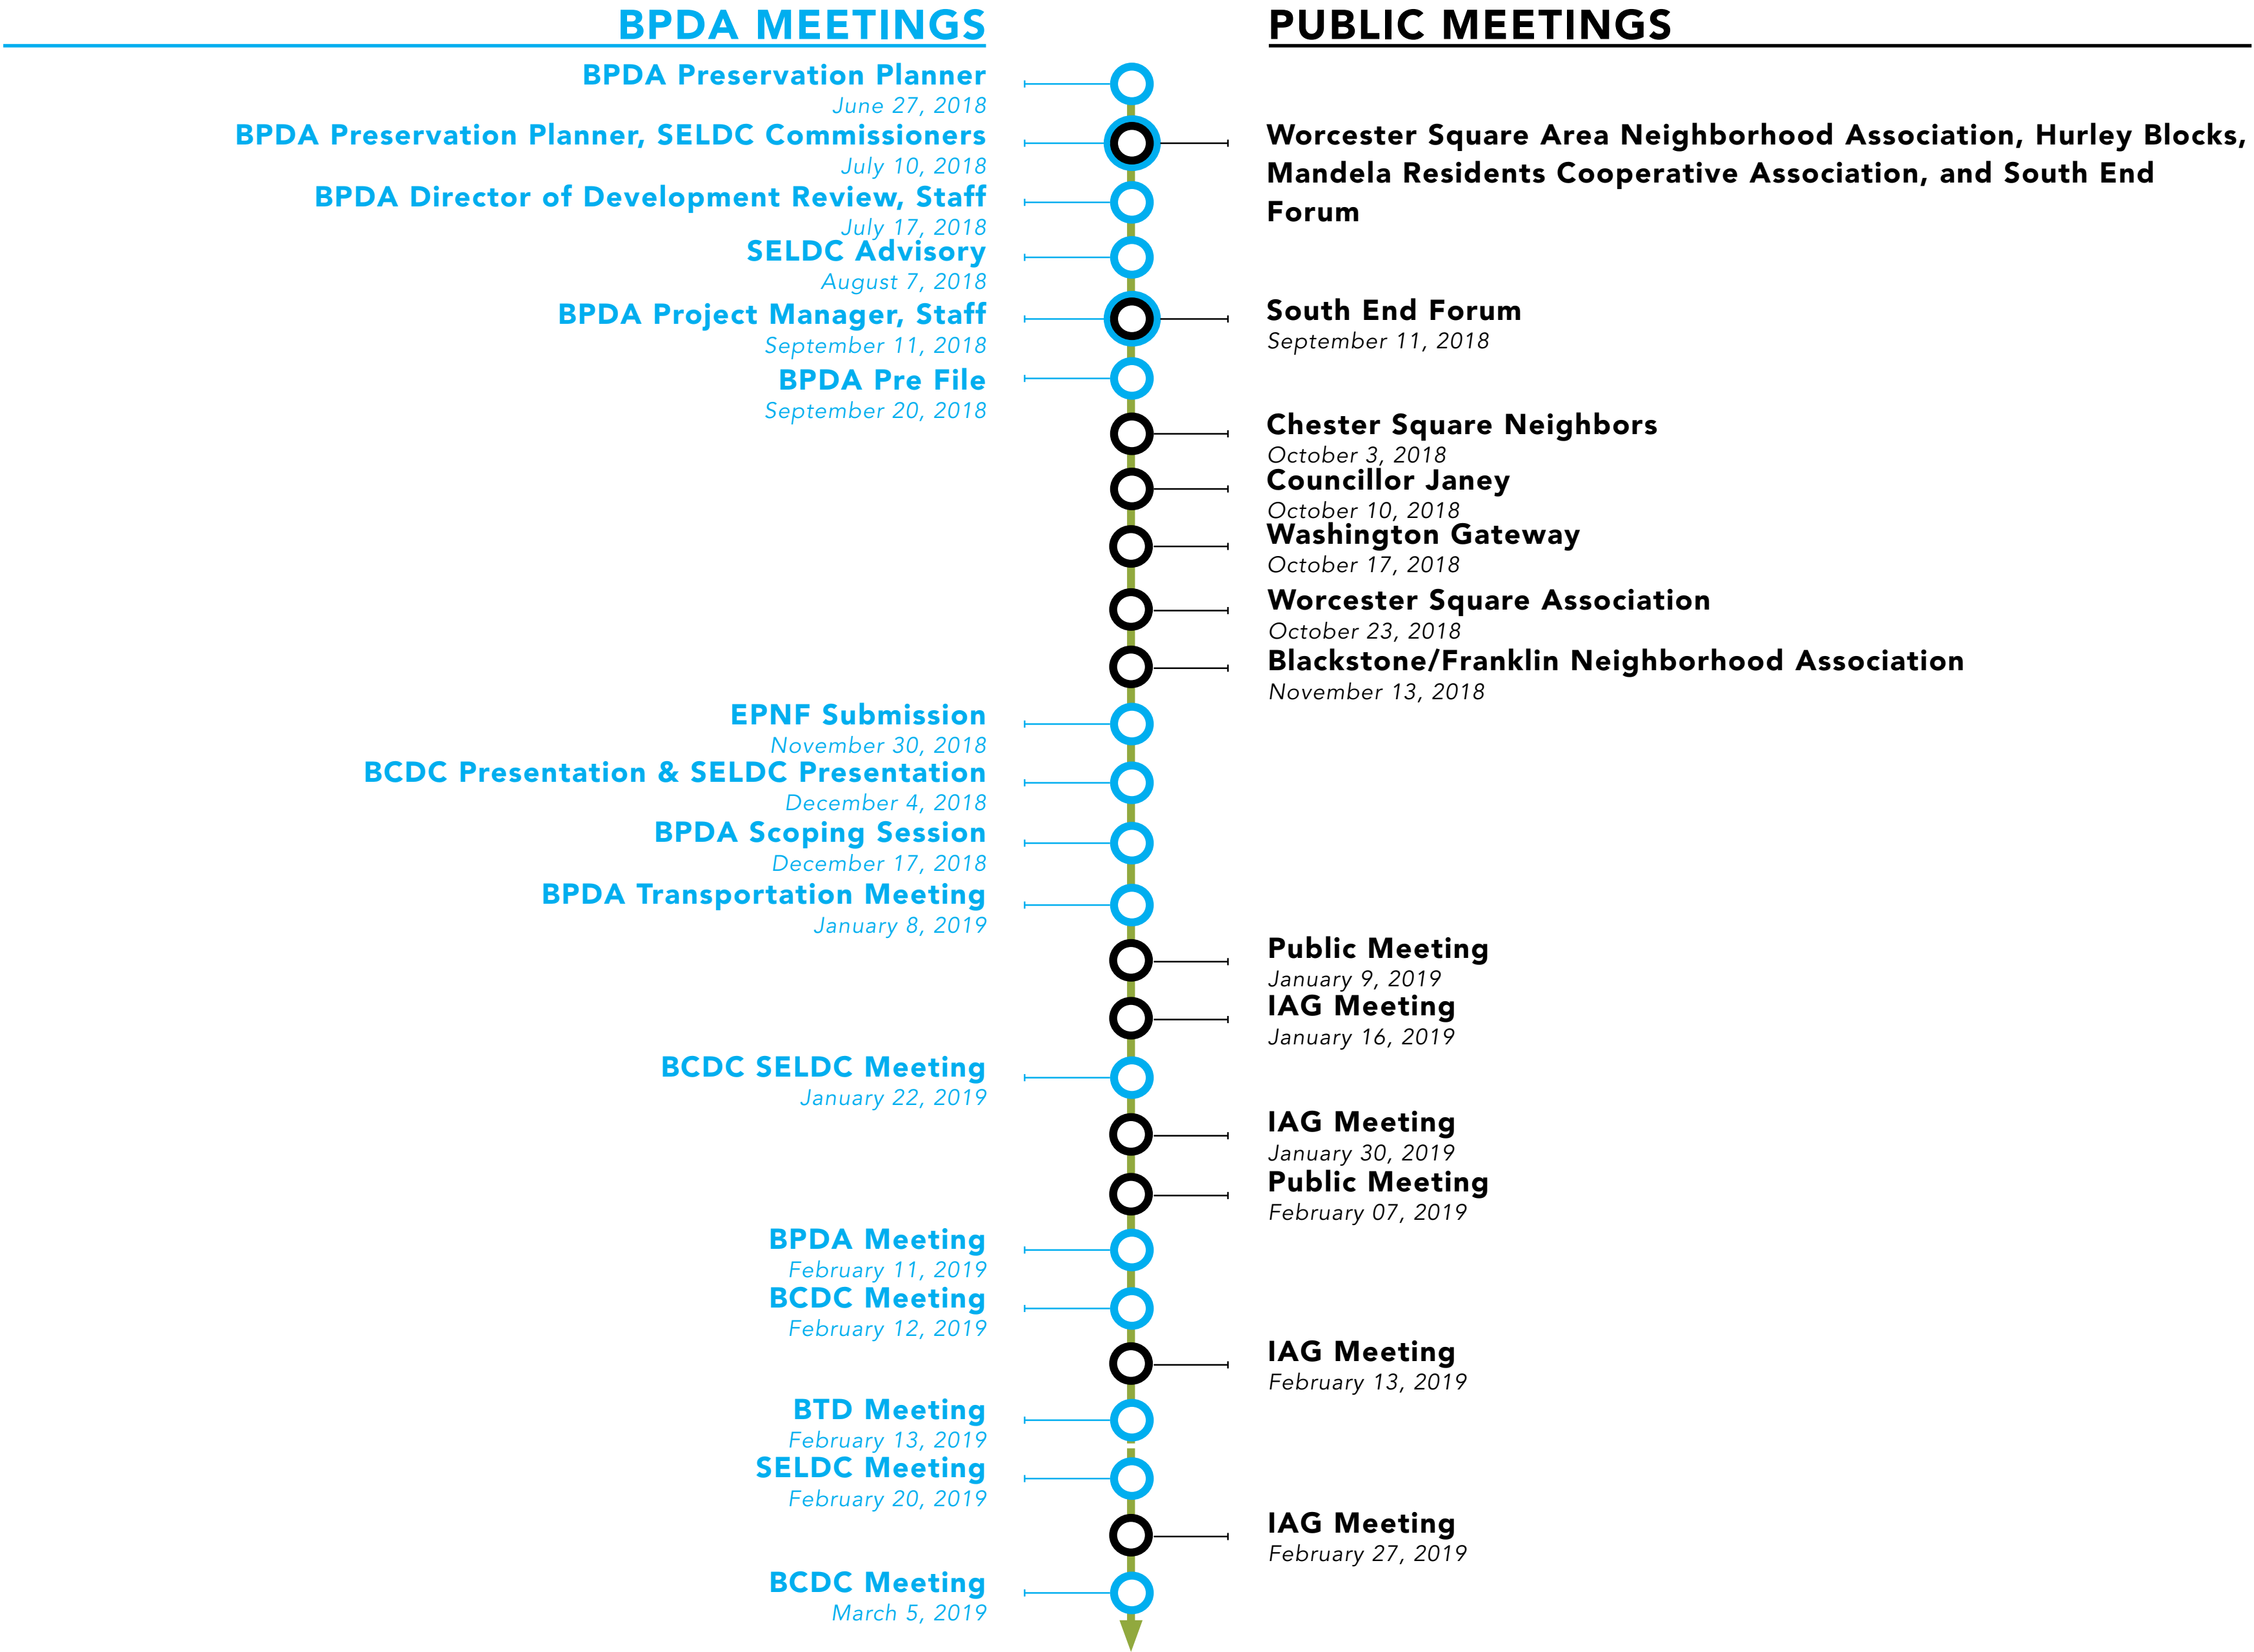 BPDA MEETINGS
BPDA Preservation Planner
June 27, 2018
BPDA Preservation Planner, SELDC Commissioners
July 10, 2018
BPDA Director of Development Review, Staff
July 17, 2018
SELDC Advisory
August 7, 2018
BPDA Project Manager, Staff
September 11, 2018
BPDA Pre File
September 20, 2018
EPNF Submission
November 30, 2018
BCDC Presentation & SELDC Presentation
December 4, 2018
BPDA Scoping Session
December 17, 2018
BPDA Transportation Meeting
January 8, 2019
BCDC SELDC Meeting
January 22, 2019
BPDA Meeting
February 11, 2019
BCDC Meeting
February 12, 2019
BTD Meeting
February 13, 2019
SELDC Meeting
February 20, 2019
BCDC Meeting
March 5, 2019
PUBLIC MEETINGS
Worcester Square Area Neighborhood Association, Hurley Blocks,
Mandela Residents Cooperative Association, and South End
Forum
South End Forum
September 11, 2018
Chester Square Neighbors
October 3, 2018
Councillor Janey
October 10, 2018
Washington Gateway
October 17, 2018
Worcester Square Association
October 23, 2018
Blackstone/Franklin Neighborhood Association
November 13, 2018
Public Meeting
January 9, 2019
IAG Meeting
January 16, 2019
IAG Meeting
January 30, 2019
Public Meeting
February 07, 2019
IAG Meeting
February 13, 2019
IAG Meeting
February 27, 2019